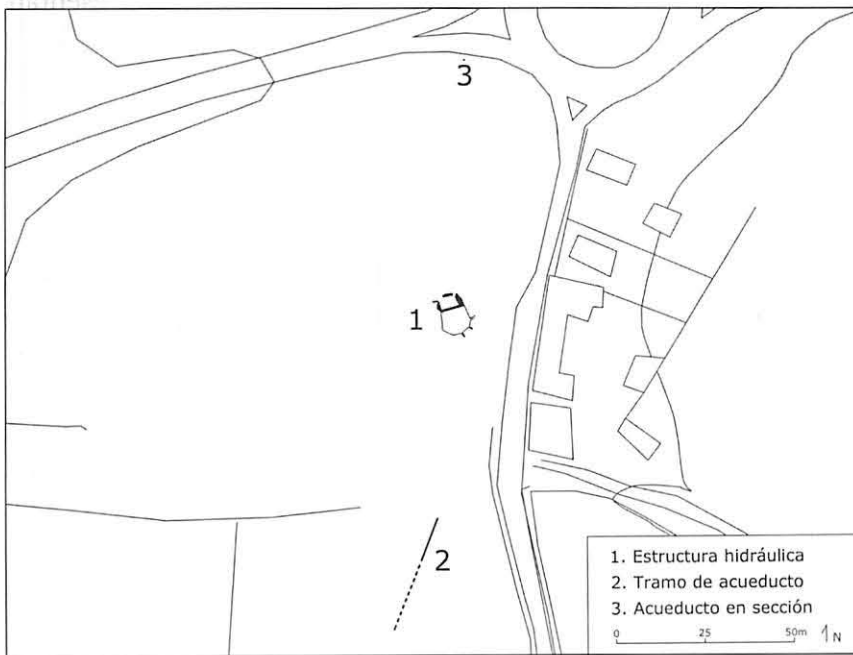 3
1
2
1. Estructura hidráulica
2. Tramo de acueducto
3. Acueducto en sección
0 25 50m N